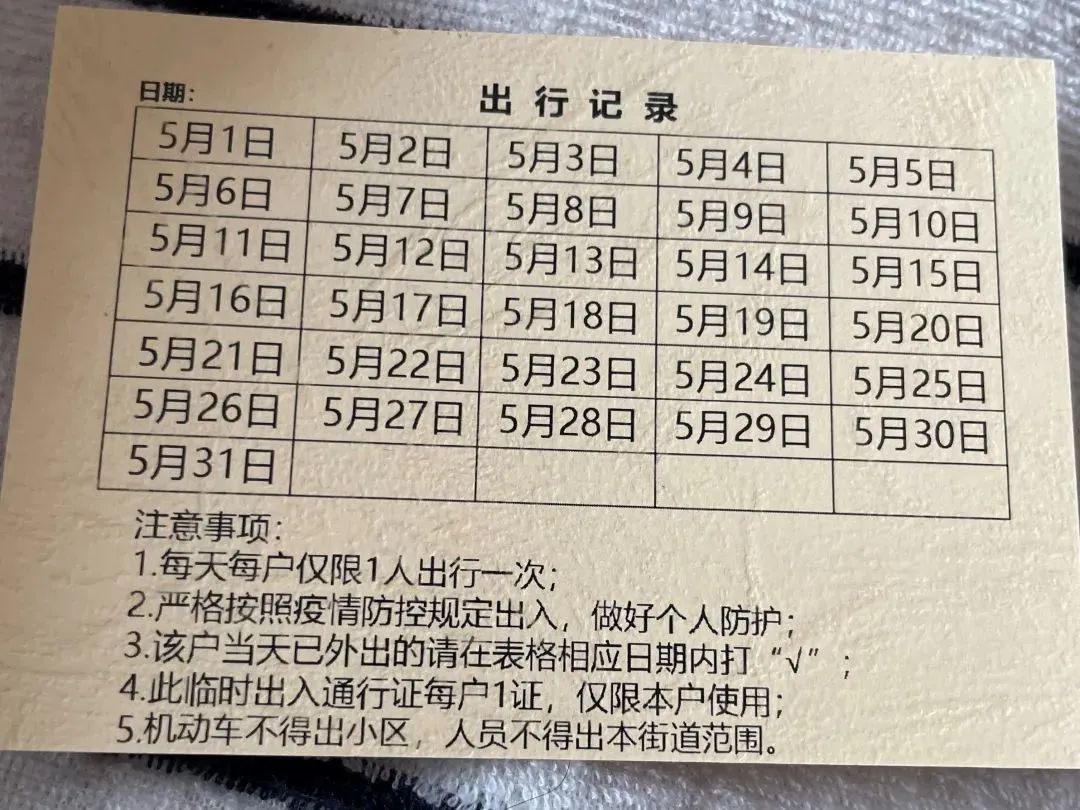 出行记录
日期：
5月1日 5月2日 5月3日 5月4日 5月5日
5月6日 5月7日 5月8日 5月9日 5月10日
5月11日 5月12日 5月13日 5月14日 5月15日
5月16日 5月17日 5月18日 5月19日 5月20日
5月21日 5月22日 5月23日 5月24日 5月25日
5月26日 5月27日 5月28日 5月29日 5月30日
5月31日
注意事项：
1.每天每户仅限1人出行一次；
2.严格按照疫情防控规定出入，做好个人防护；
3.该户当天已外出的请在表格相应日期内打“√”；
4.此临时出入通行证每户1证，仅限本户使用；
5.机动车不得出小区，人员不得出本街道范围。